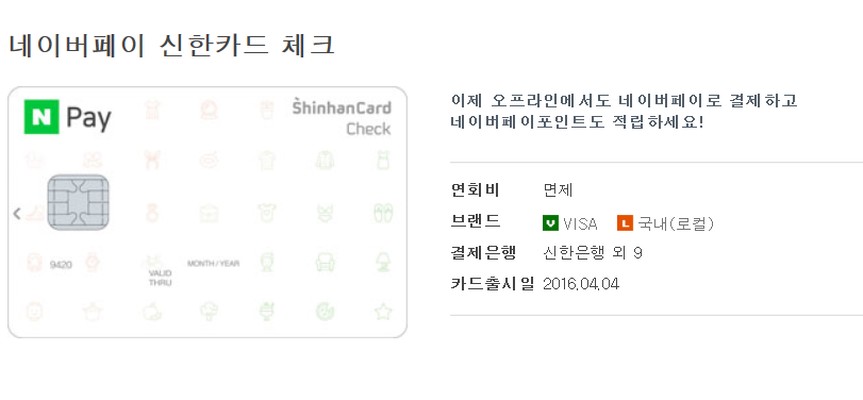 네이버페이 신한카드 체크
N Pay
ShinhanCard
Check
9420
VALID
THRU
MONTH/YEAR
이제 오프라인에서도 네이버페이로 결제하고
네이버페이포인트도 적립하세요!
연회비 면제
브랜드 V VISA L 국내(로컬)
결제은행 신한은행 외 9
카드출시일 2016.04.04